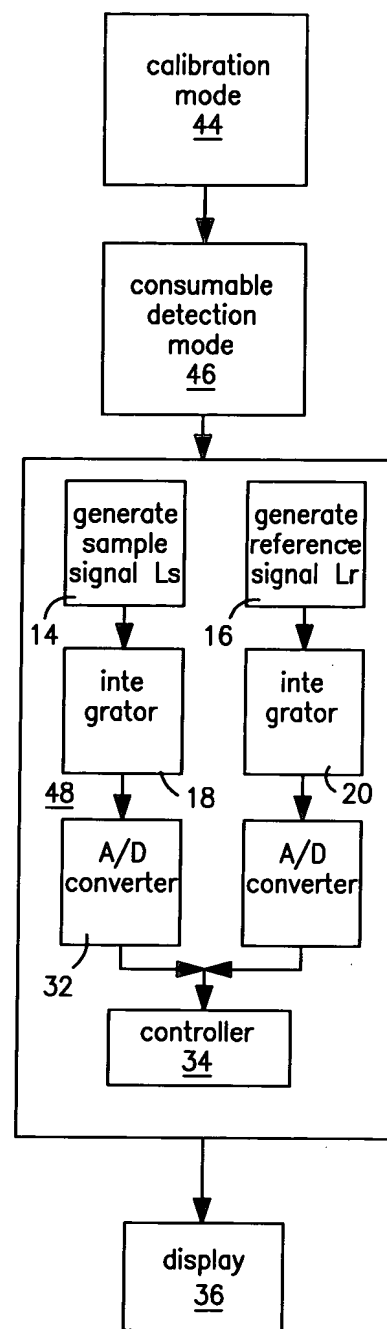 calibration
mode
44
consumable
detection
mode
46
generate
sample
signal Ls
14
generate
reference
signal Lr
16
inte
grator
18
inte
grator
20
48
A/D
converter
32
A/D
converter
controller
34
display
36